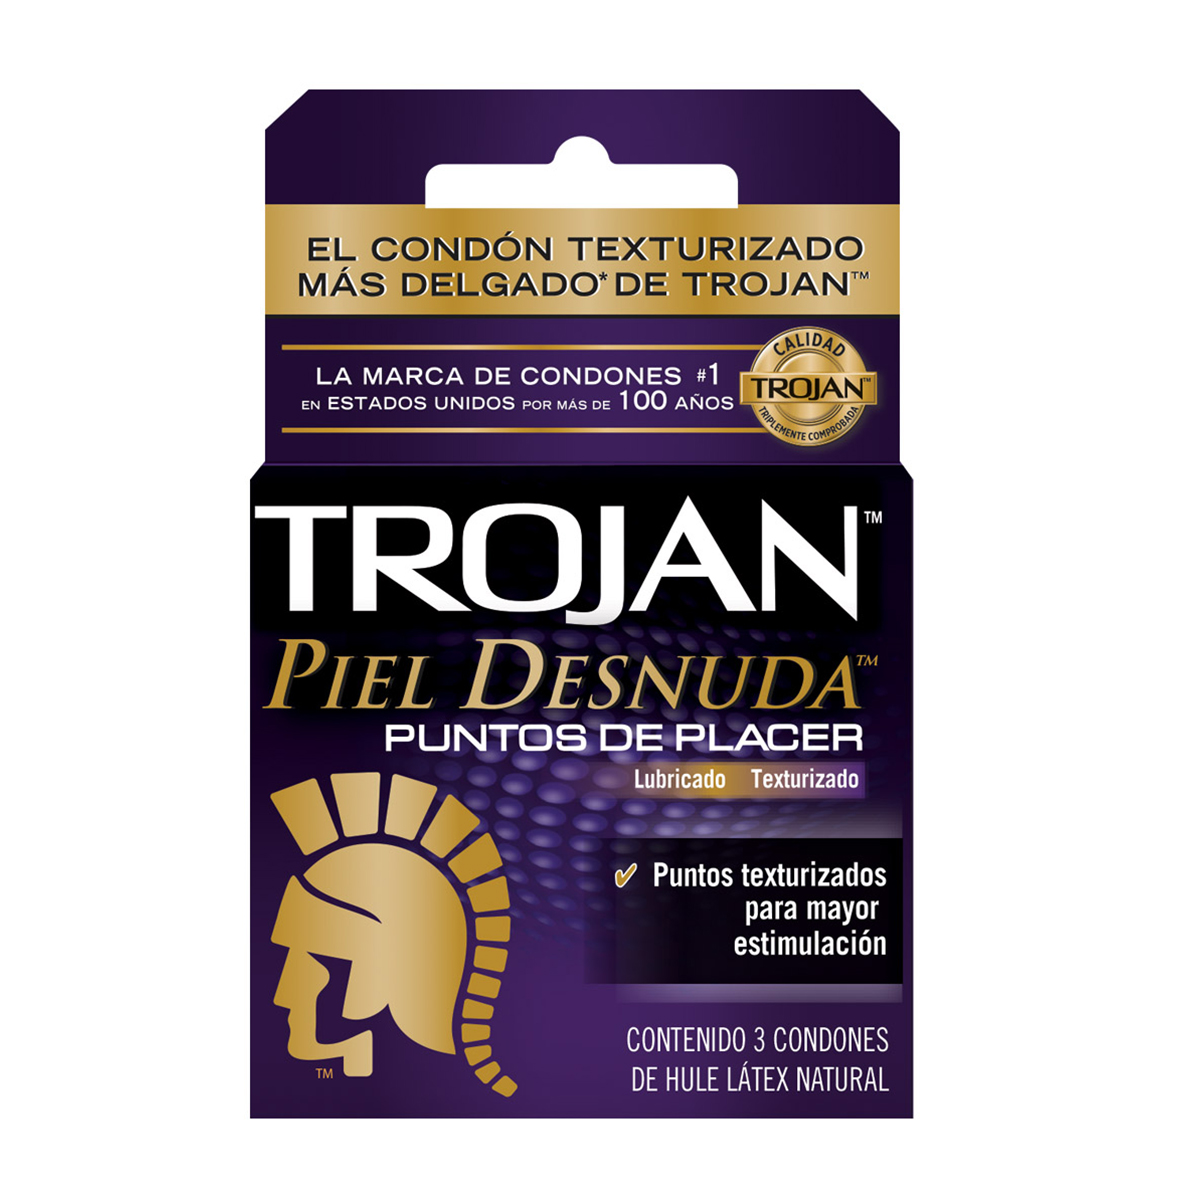 EL CONDÓN TEXTURIZADO
MÁS DELGADO* DE TROJAN™
LA MARCA DE CONDONES #1
EN ESTADOS UNIDOS POR MÁS DE 100 AÑOS
CALIDAD
TROJAN™
TRIPLEMENTE COMPROBADA
TROJAN™
PIEL DESNUDA™
PUNTOS DE PLACER
Lubricado Texturizado
✓ Puntos texturizados
para mayor
estimulación
TM
CONTENIDO 3 CONDONES
DE HULE LÁTEX NATURAL